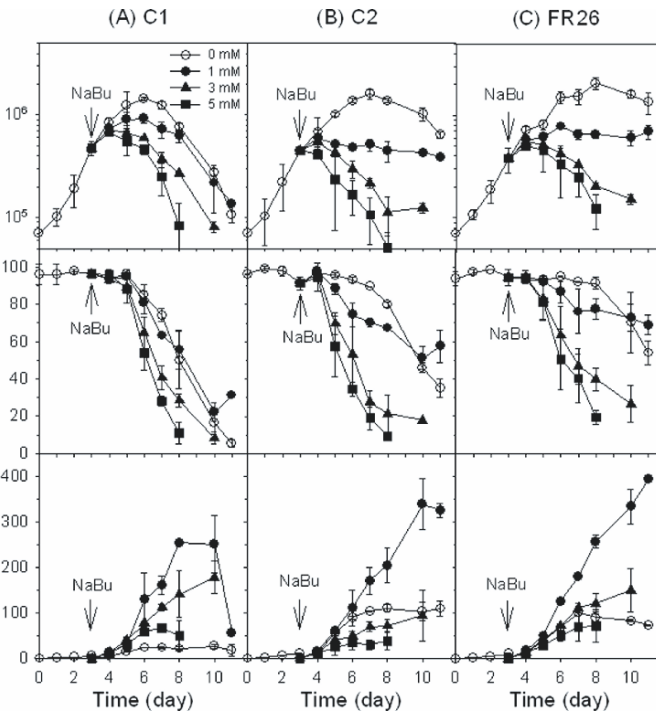 (A) C1 (B) C2 (C) FR26
0 mM
1 mM
3 mM
5 mM
NaBu NaBu NaBu
10⁶
10⁵
100
80
60
40
20
0
NaBu NaBu NaBu
400
300
200
100
0
NaBu NaBu NaBu
0 2 4 6 8 10 0 2 4 6 8 10 0 2 4 6 8 10
Time (day) Time (day) Time (day)